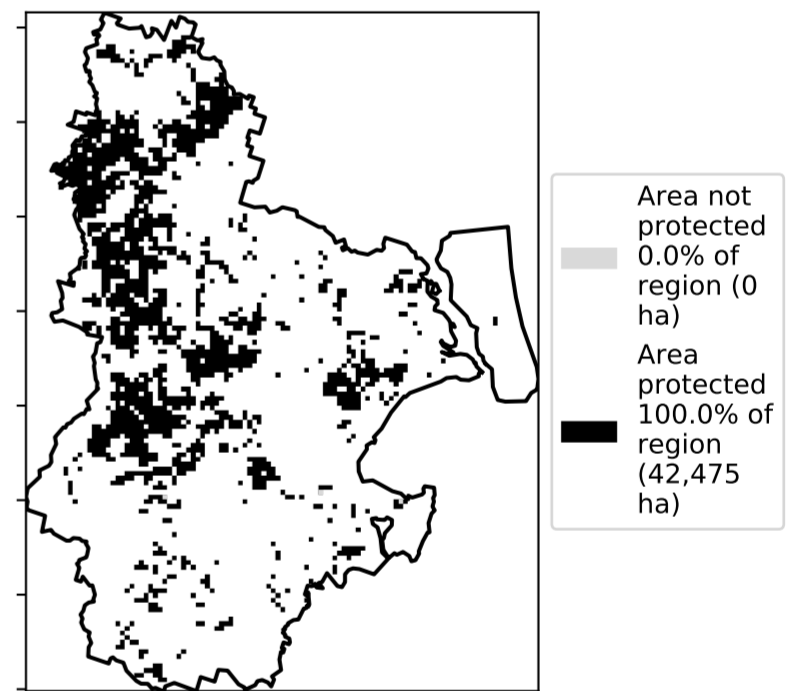 Area not
protected
0.0% of
region (0
ha)
Area
protected
100.0% of
region
(42,475
ha)